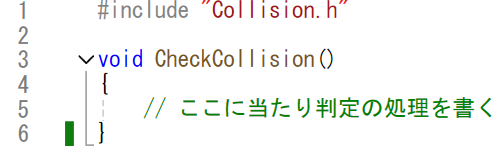 1 #include "Collision.h"
2
3 void CheckCollision()
4 {
5 // ここに当たり判定の処理を書く
6 }